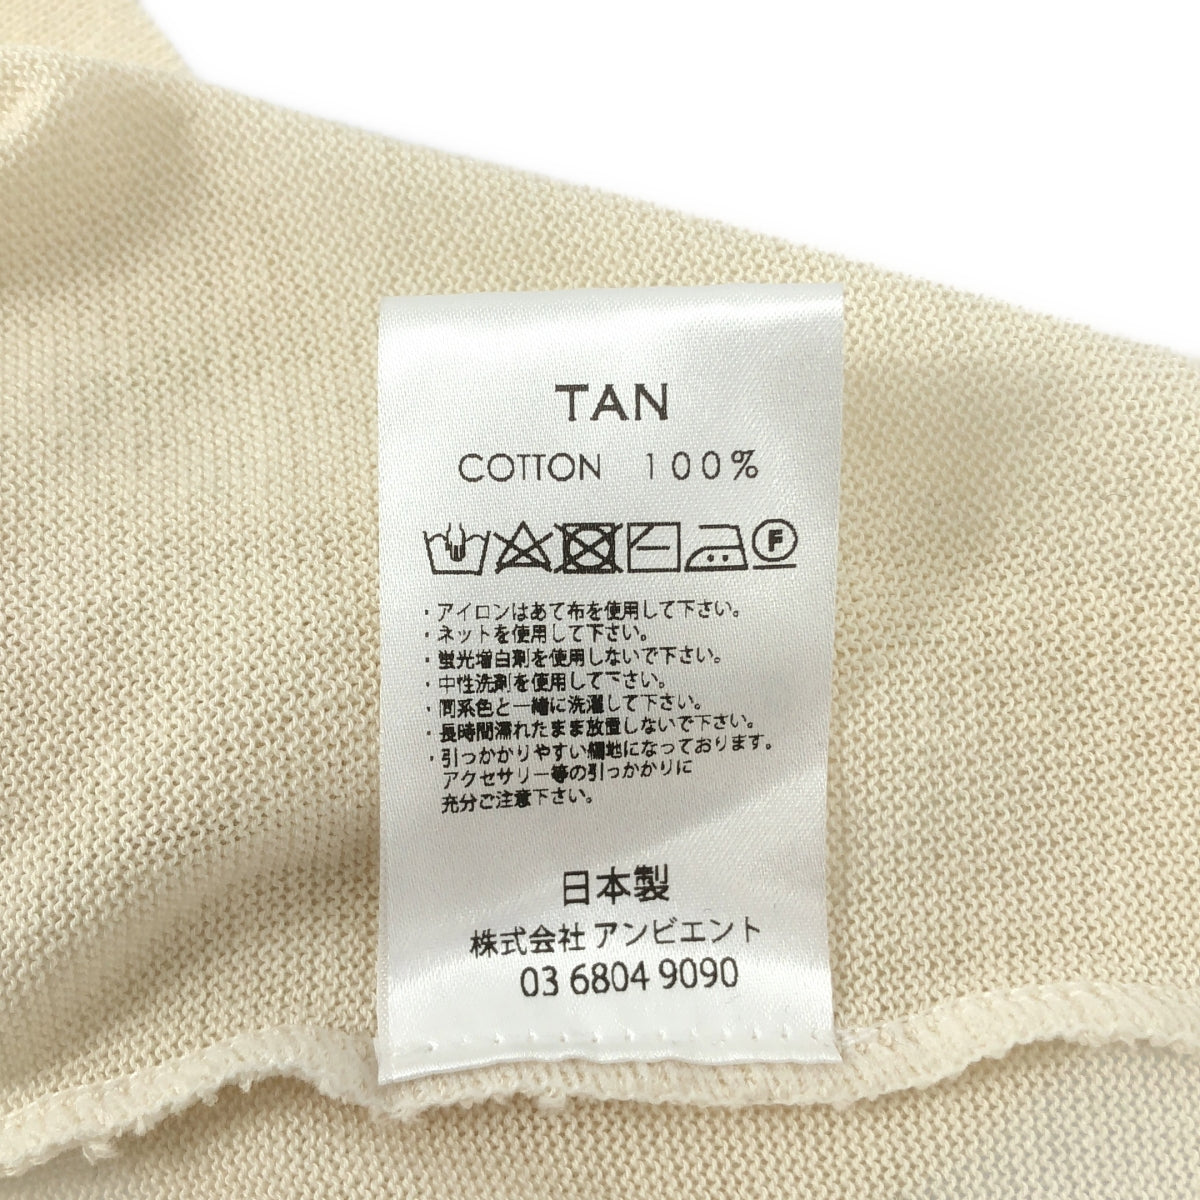 TAN
COTTON 100%
F
・アイロンはあて布を使用して下さい。
・ネットを使用して下さい。
・蛍光増白剤を使用しないで下さい。
・中性洗剤を使用して下さい。
・同系色と一緒に洗濯して下さい。
・長時間濡れたまま放置しないで下さい。
・引っかかりやすい編地になっております。
アクセサリー等の引っかかりに
充分ご注意下さい。
日本製
株式会社 アンビエント
03 6804 9090